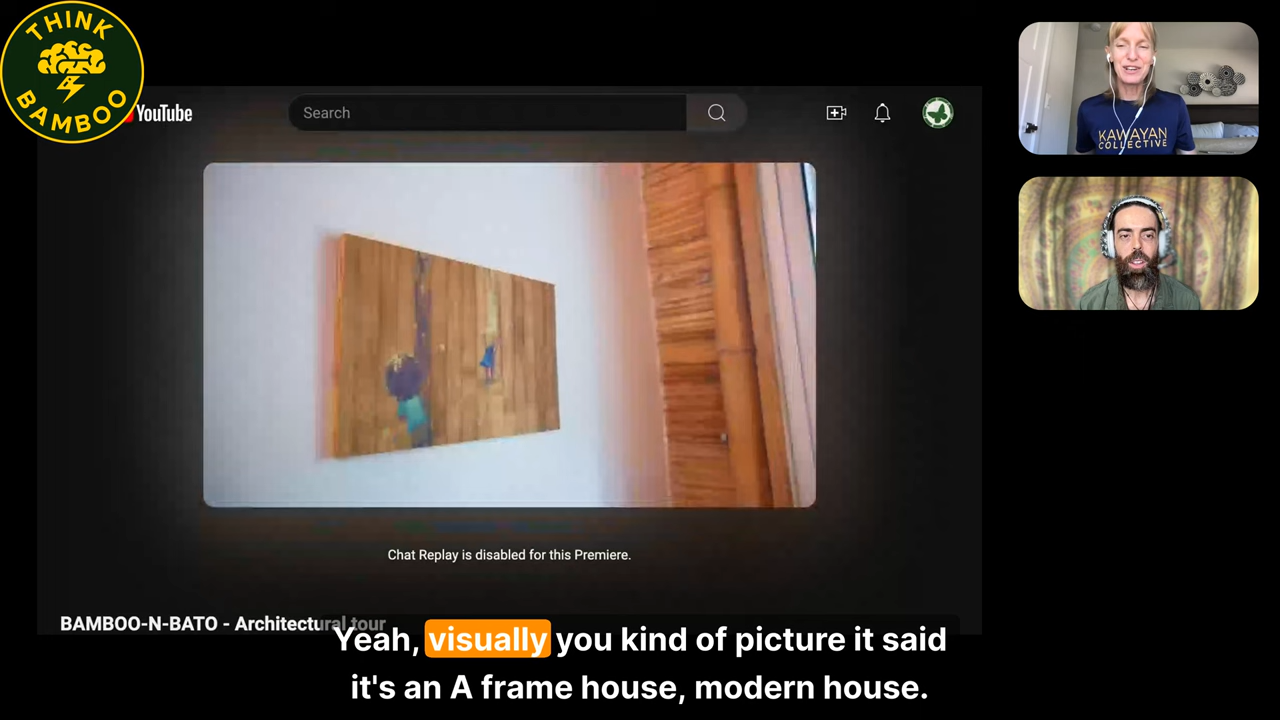 THINK
BAMBOO
YouTube
Search
KAWAYAN
COLLECTIVE
Chat Replay is disabled for this Premiere.
BAMBOO-N-BATO - Architectural tour
Yeah, visually you kind of picture it said
it's an A frame house, modern house.